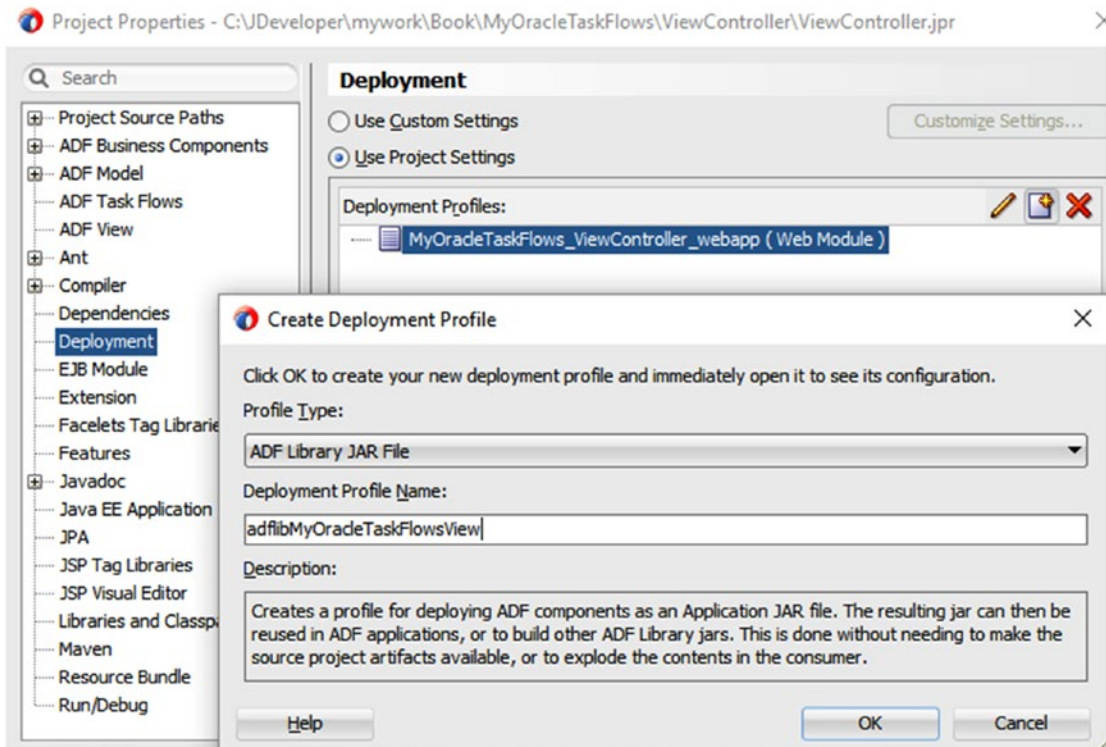 Project Properties - C:\JDeveloper\mywork\Book\MyOracleTaskFlows\ViewController\ViewController.jpr
Search
Project Source Paths
ADF Business Components
ADF Model
ADF Task Flows
ADF View
Ant
Compiler
Dependencies
Deployment
EJB Module
Extension
Facelets Tag Librarie
Features
Javadoc
Java EE Application
JPA
JSP Tag Libraries
JSP Visual Editor
Libraries and Classpa
Maven
Resource Bundle
Run/Debug
Deployment
Use Custom Settings
Customize Settings...
Use Project Settings
Deployment Profiles:
MyOracleTaskFlows_ViewController_webapp ( Web Module )
Create Deployment Profile
Click OK to create your new deployment profile and immediately open it to see its configuration.
Profile Type:
ADF Library JAR File
Deployment Profile Name:
adflibMyOracleTaskFlowsView
Description:
Creates a profile for deploying ADF components as an Application JAR file. The resulting jar can then be
reused in ADF applications, or to build other ADF Library jars. This is done without needing to make the
source project artifacts available, or to explode the contents in the consumer.
Help
OK
Cancel